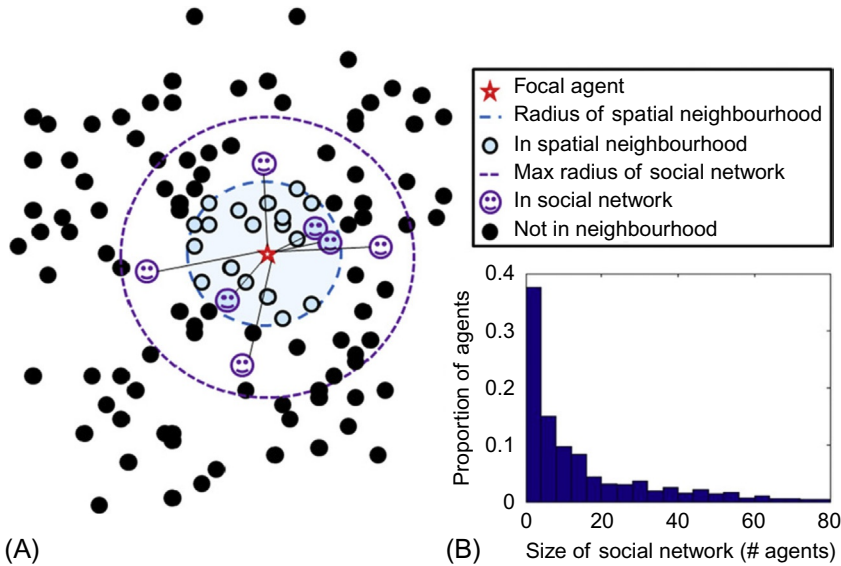 Focal agent
Radius of spatial neighbourhood
In spatial neighbourhood
Max radius of social network
In social network
Not in neighbourhood
(A)
0.4
0.3
0.2
0.1
0
Proportion of agents
0 20 40 60 80
Size of social network (# agents)
(B)